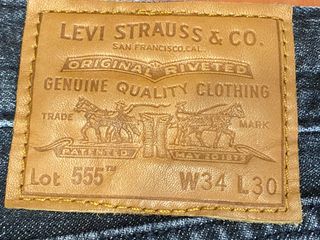 LEVI STRAUSS & CO.
SAN FRANCISCO, CAL.
ORIGINAL RIVETED
GENUINE QUALITY CLOTHING
TRADE MARK
PATENTED MAY 20 1873
Lot 555™ W34 L30